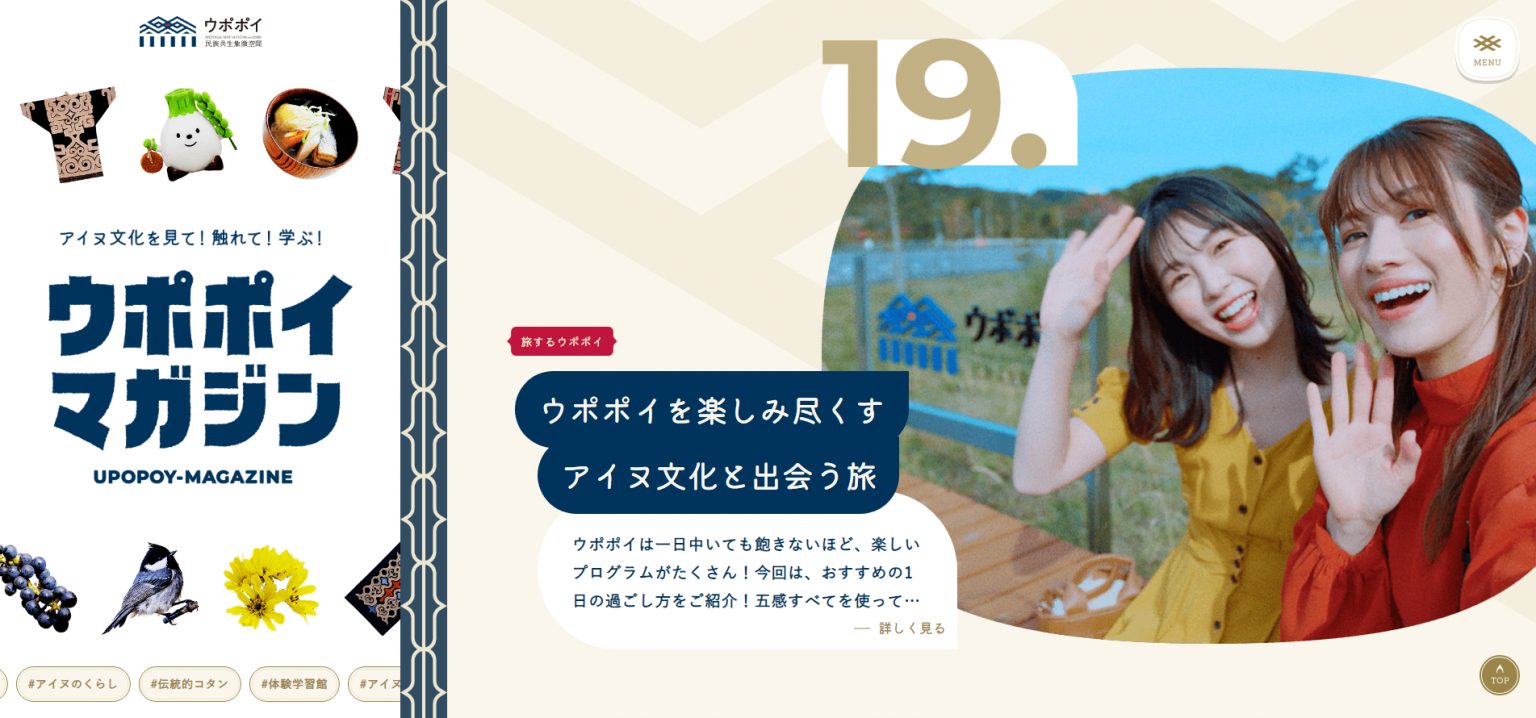 ウポポイ
民族共生象徴空間
アイヌ文化を見て！触れて！学ぶ！
ウポポイ
マガジン
UPOPOY-MAGAZINE
#アイヌのくらし
#伝統的コタン
#体験学習館
#アイヌ
19.
MENU
ウポポ
旅するウポポイ
ウポポイを楽しみ尽くす
アイヌ文化と出会う旅
ウポポイは一日中いても飽きないほど、楽しい
プログラムがたくさん！今回は、おすすめの1
日の過ごし方をご紹介！五感すべてを使って…
詳しく見る
TOP